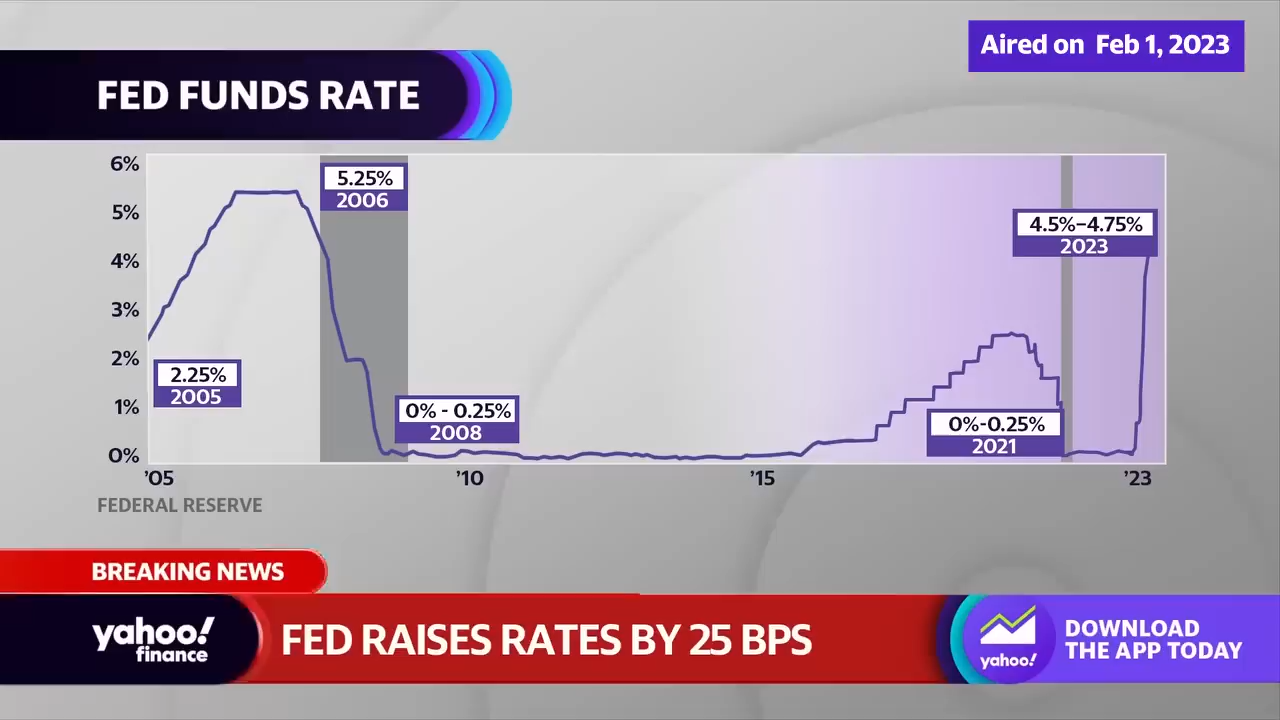 Aired on Feb 1, 2023
FED FUNDS RATE
6%
5%
4%
3%
2%
1%
0%
5.25%
2006
4.5%–4.75%
2023
2.25%
2005
0% - 0.25%
2008
0%-0.25%
2021
’05
’10
’15
’23
FEDERAL RESERVE
BREAKING NEWS
yahoo!
finance
FED RAISES RATES BY 25 BPS
yahoo!
DOWNLOAD
THE APP TODAY